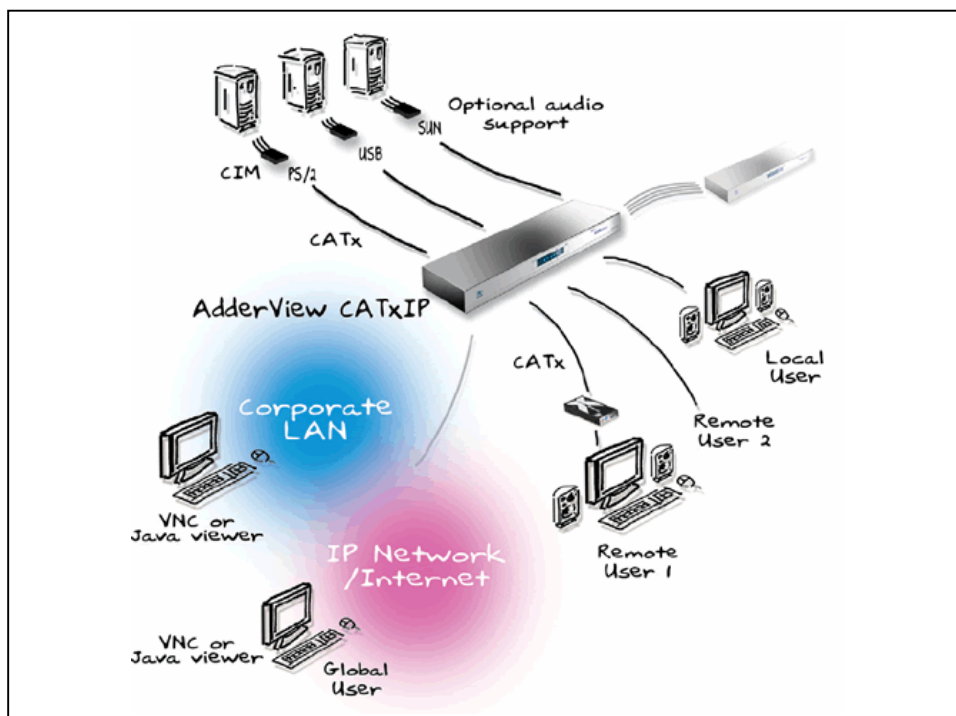 Optional audio
support
SUN
USB
CIM
PS/2
CATx
AdderView CATxIP
CATx
Local
User
Remote
User 2
Corporate
LAN
VNC or
Java viewer
Remote
User 1
IP Network
/Internet
VNC or
Java viewer
Global
User